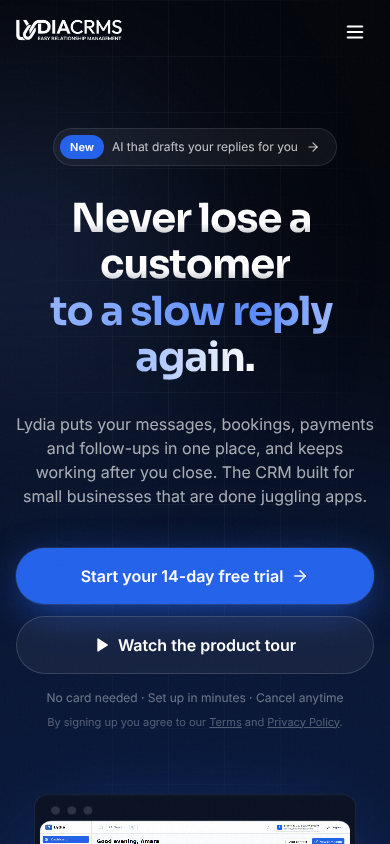 LYDIACRMS
EASY RELATIONSHIP MANAGEMENT
New AI that drafts your replies for you →
Never lose a
customer
to a slow reply
again.
Lydia puts your messages, bookings, payments
and follow-ups in one place, and keeps
working after you close. The CRM built for
small businesses that are done juggling apps.
Start your 14-day free trial →
▶ Watch the product tour
No card needed · Set up in minutes · Cancel anytime
By signing up you agree to our Terms and Privacy Policy.
Lydia
Good evening, Amara